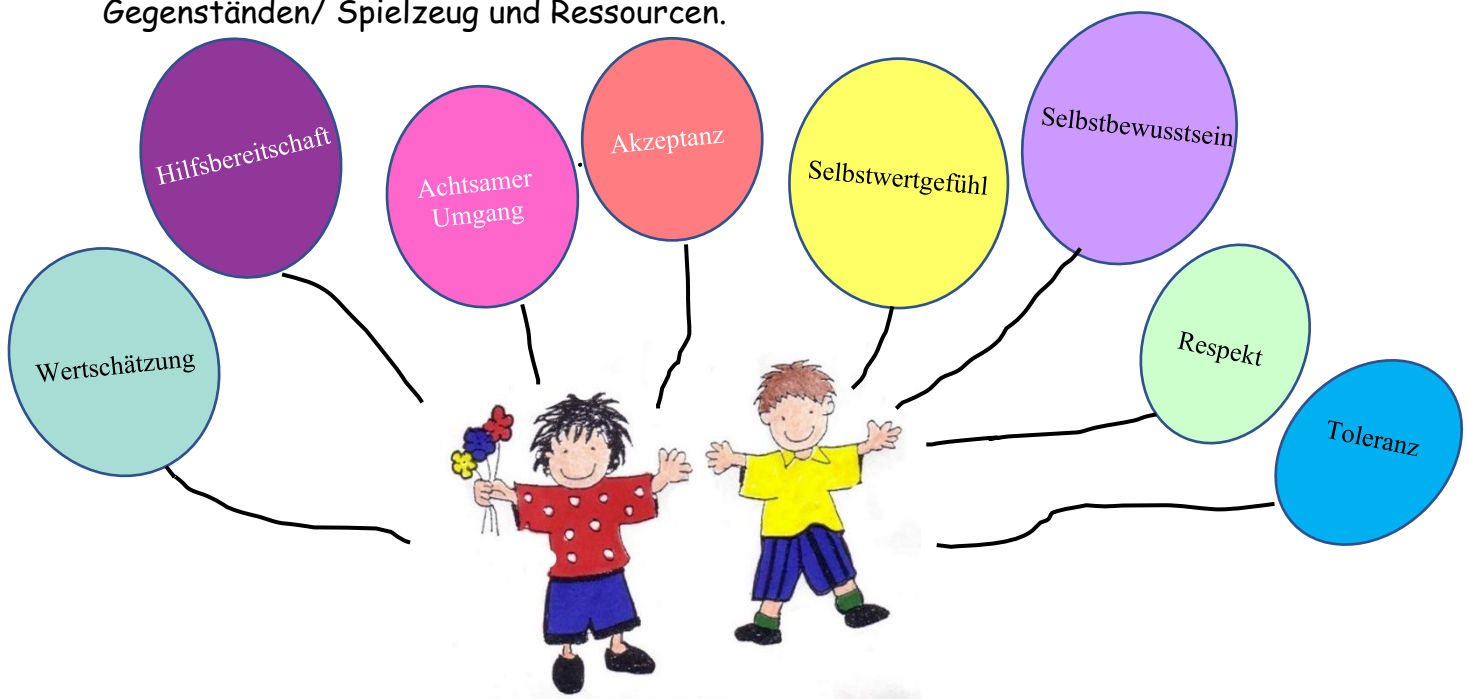 Gegenständen/ Spielzeug und Ressourcen.
Wertschätzung
Hilfsbereitschaft
Achtsamer
Umgang
.
Akzeptanz
Selbstwertgefühl
Selbstbewusstsein
Respekt
Toleranz